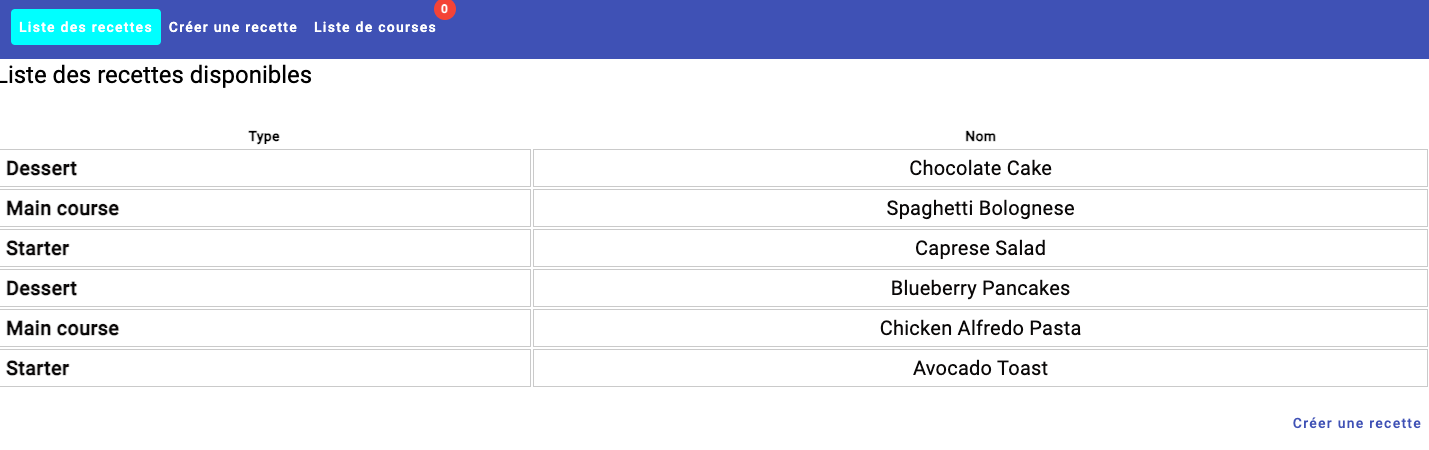 0
Liste des recettes Créer une recette Liste de courses
Liste des recettes disponibles
Type Nom
Dessert Chocolate Cake
Main course Spaghetti Bolognese
Starter Caprese Salad
Dessert Blueberry Pancakes
Main course Chicken Alfredo Pasta
Starter Avocado Toast
Créer une recette